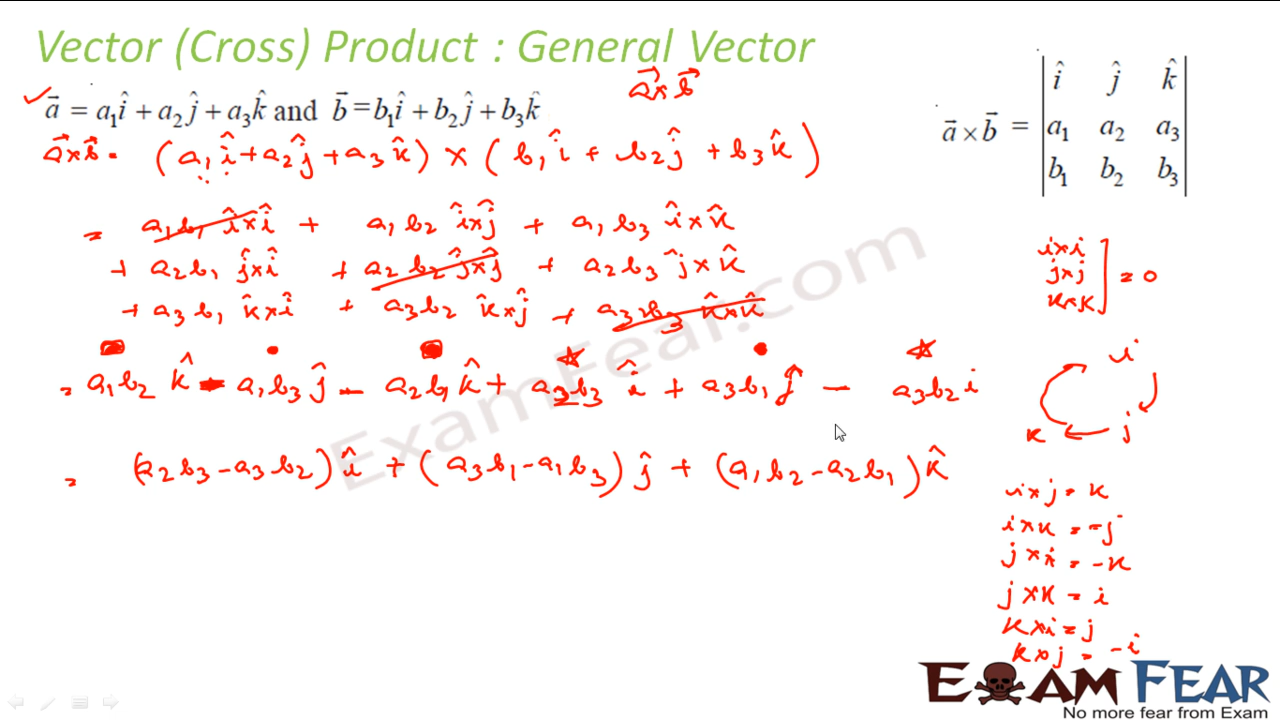 Vector (Cross) Product : General Vector
a⃗ = a₁î + a₂ĵ + a₃k̂ and b⃗ = b₁î + b₂ĵ + b₃k̂
a⃗×b⃗
a⃗×b⃗ = (a₁î + a₂ĵ + a₃k̂) × (b₁î + b₂ĵ + b₃k̂)
= a₁b₁ î×î + a₁b₂ î×ĵ + a₁b₃ î×k̂
+ a₂b₁ ĵ×î + a₂b₂ ĵ×ĵ + a₂b₃ ĵ×k̂
+ a₃b₁ k̂×î + a₃b₂ k̂×ĵ + a₃b₃ k̂×k̂
= a₁b₂ k̂ - a₁b₃ ĵ - a₂b₁ k̂ + a₂b₃ î + a₃b₁ ĵ - a₃b₂ i
= (a₂b₃ - a₃b₂) î + (a₃b₁ - a₁b₃) ĵ + (a₁b₂ - a₂b₁) k̂
a⃗×b⃗ =
î ĵ k̂
a₁ a₂ a₃
b₁ b₂ b₃
i×i
j×j = 0
k×k
i
k j
i×j = k
i×k = -j
j×i = -k
j×k = i
k×i = j
k×j = -i
ExamFear.com
EXAM FEAR
No more fear from Exam